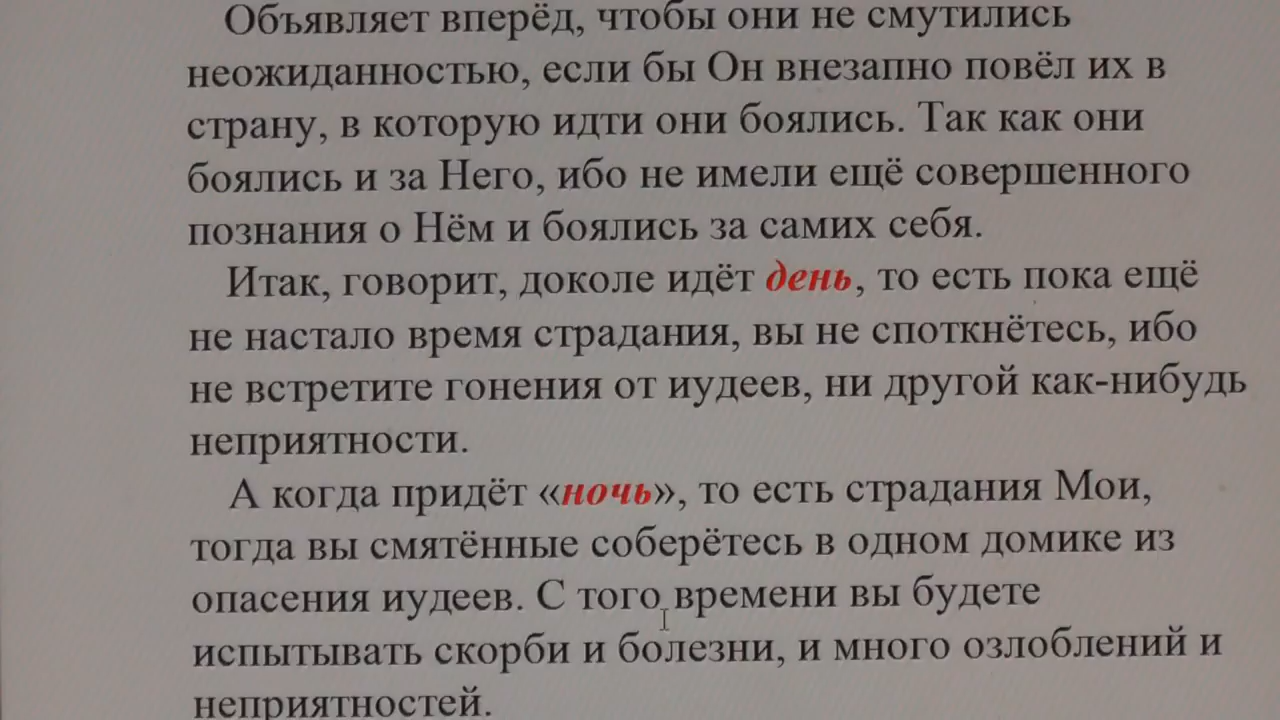 Объявляет вперёд, чтобы они не смутились
неожиданностью, если бы Он внезапно повёл их в
страну, в которую идти они боялись. Так как они
боялись и за Него, ибо не имели ещё совершенного
познания о Нём и боялись за самих себя.
Итак, говорит, доколе идёт день, то есть пока ещё
не настало время страдания, вы не споткнётесь, ибо
не встретите гонения от иудеев, ни другой как-нибудь
неприятности.
А когда придёт «ночь», то есть страдания Мои,
тогда вы смятённые соберётесь в одном домике из
опасения иудеев. С того времени вы будете
испытывать скорби и болезни, и много озлоблений и
неприятностей.